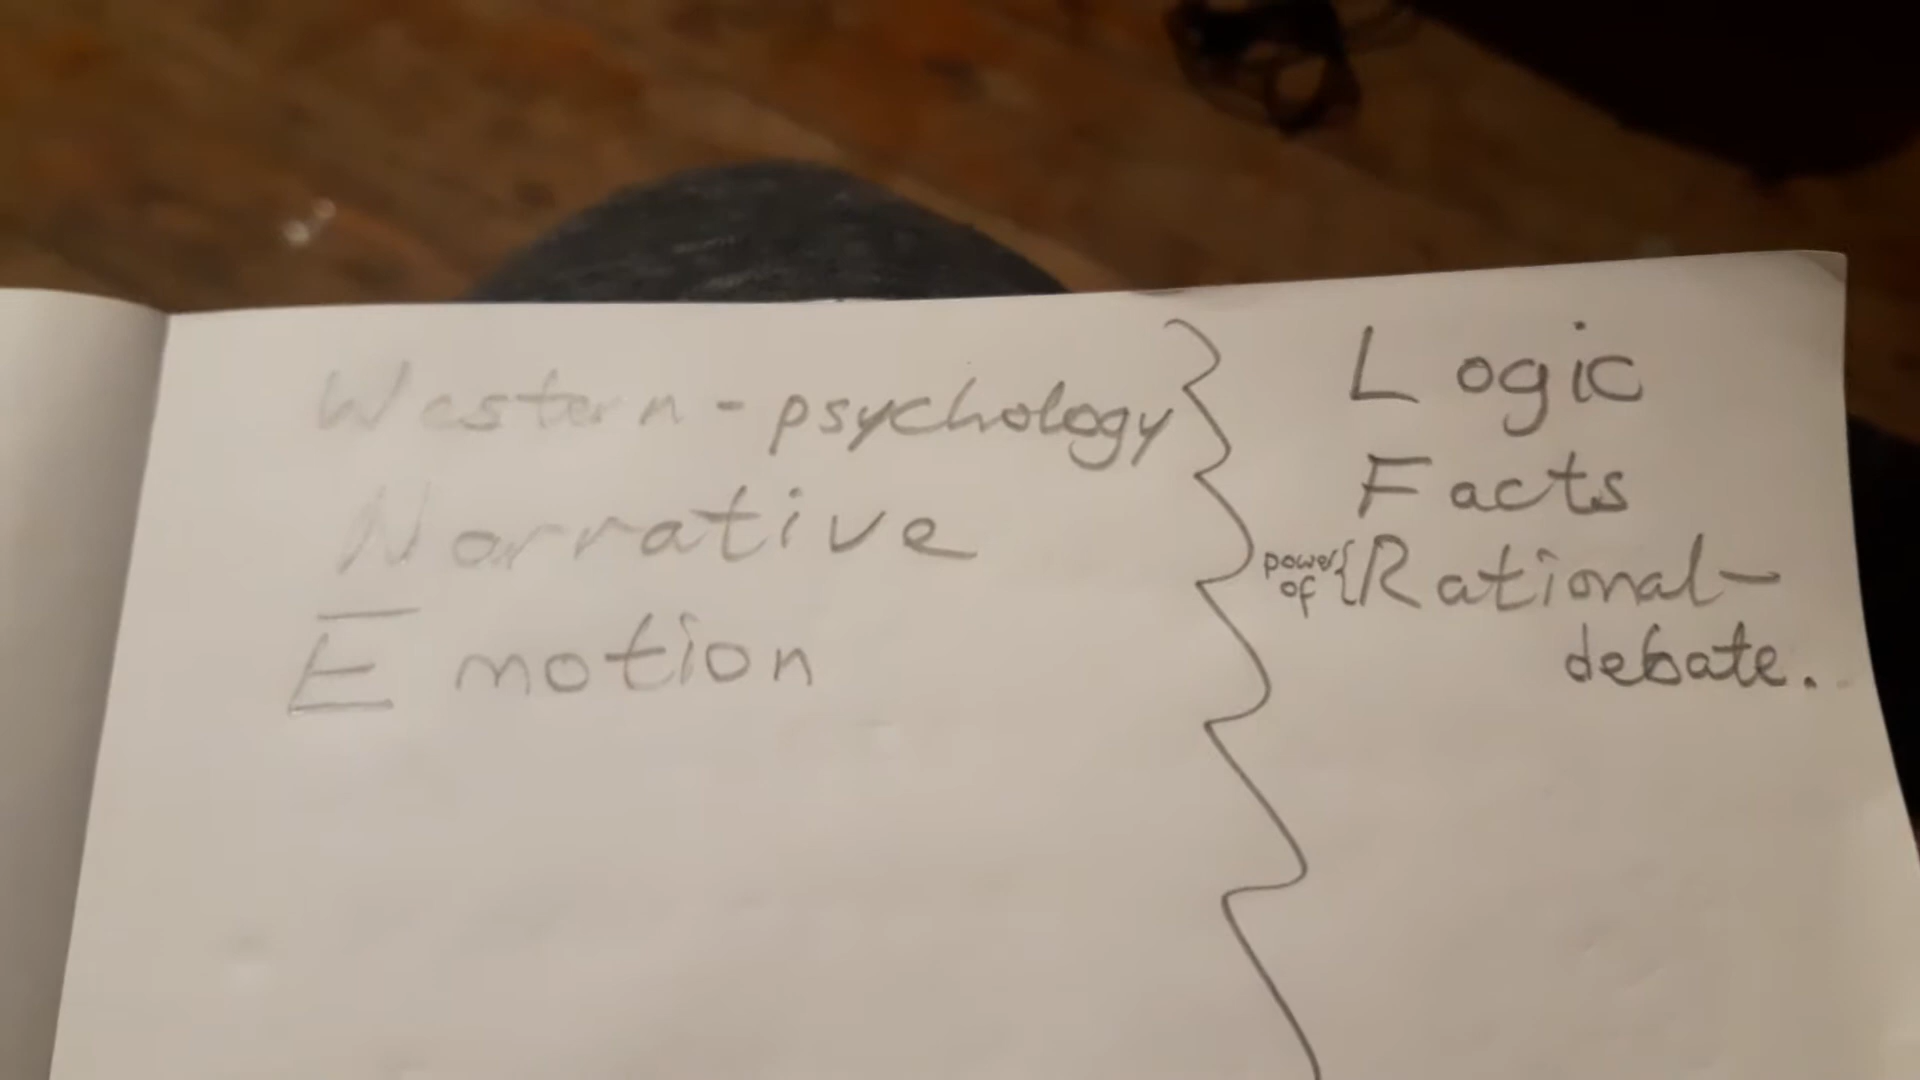 Western-psychology
Narrative
Emotion
Logic
Facts
power of {Rational-
debate.